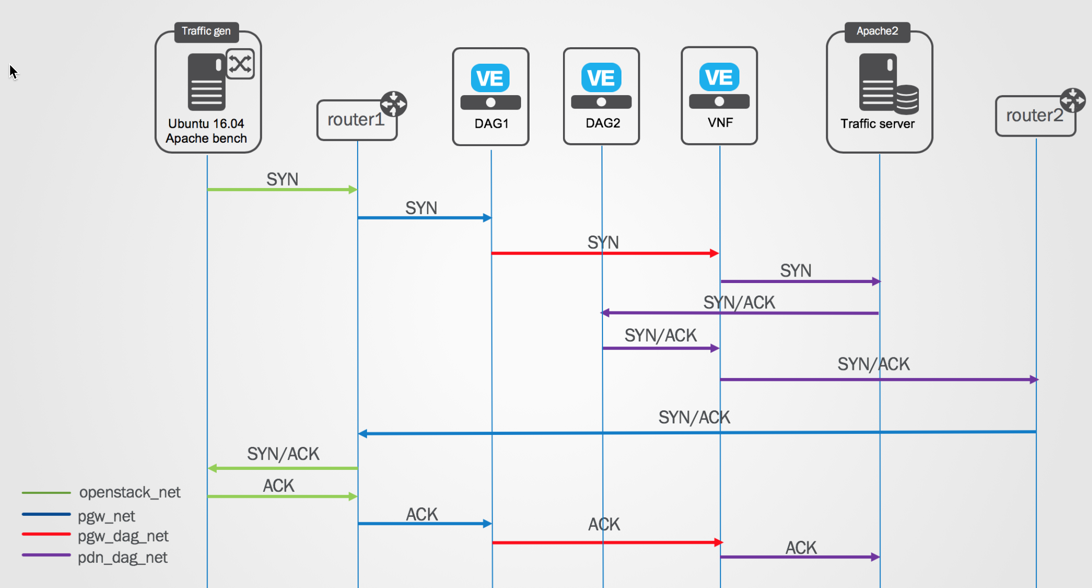 Traffic gen
Apache2
VE
VE
VE
Ubuntu 16.04
Apache bench
router1
DAG1
DAG2
VNF
Traffic server
router2
SYN
SYN
SYN
SYN
SYN/ACK
SYN/ACK
SYN/ACK
SYN/ACK
SYN/ACK
ACK
ACK
ACK
ACK
openstack_net
pgw_net
pgw_dag_net
pdn_dag_net